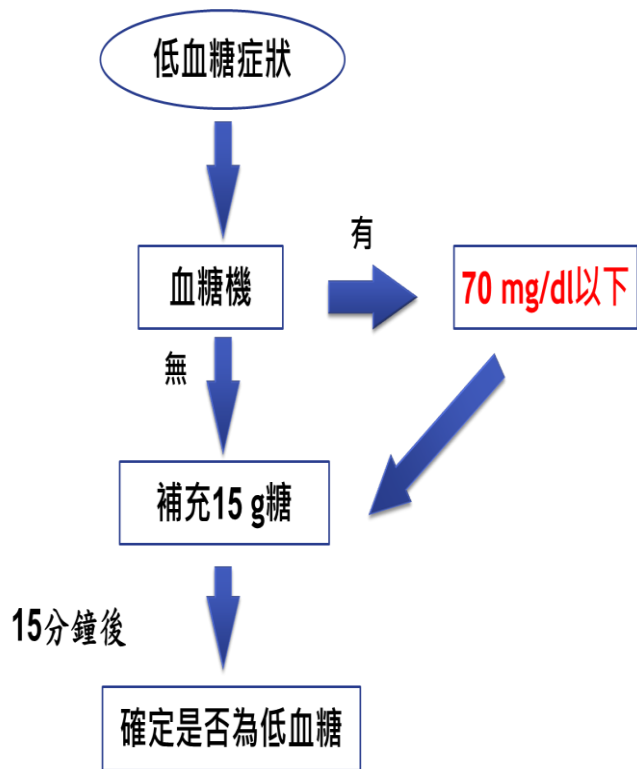 低血糖症狀
血糖機
有
70 mg/dl以下
無
補充15 g糖
15分鐘後
確定是否為低血糖